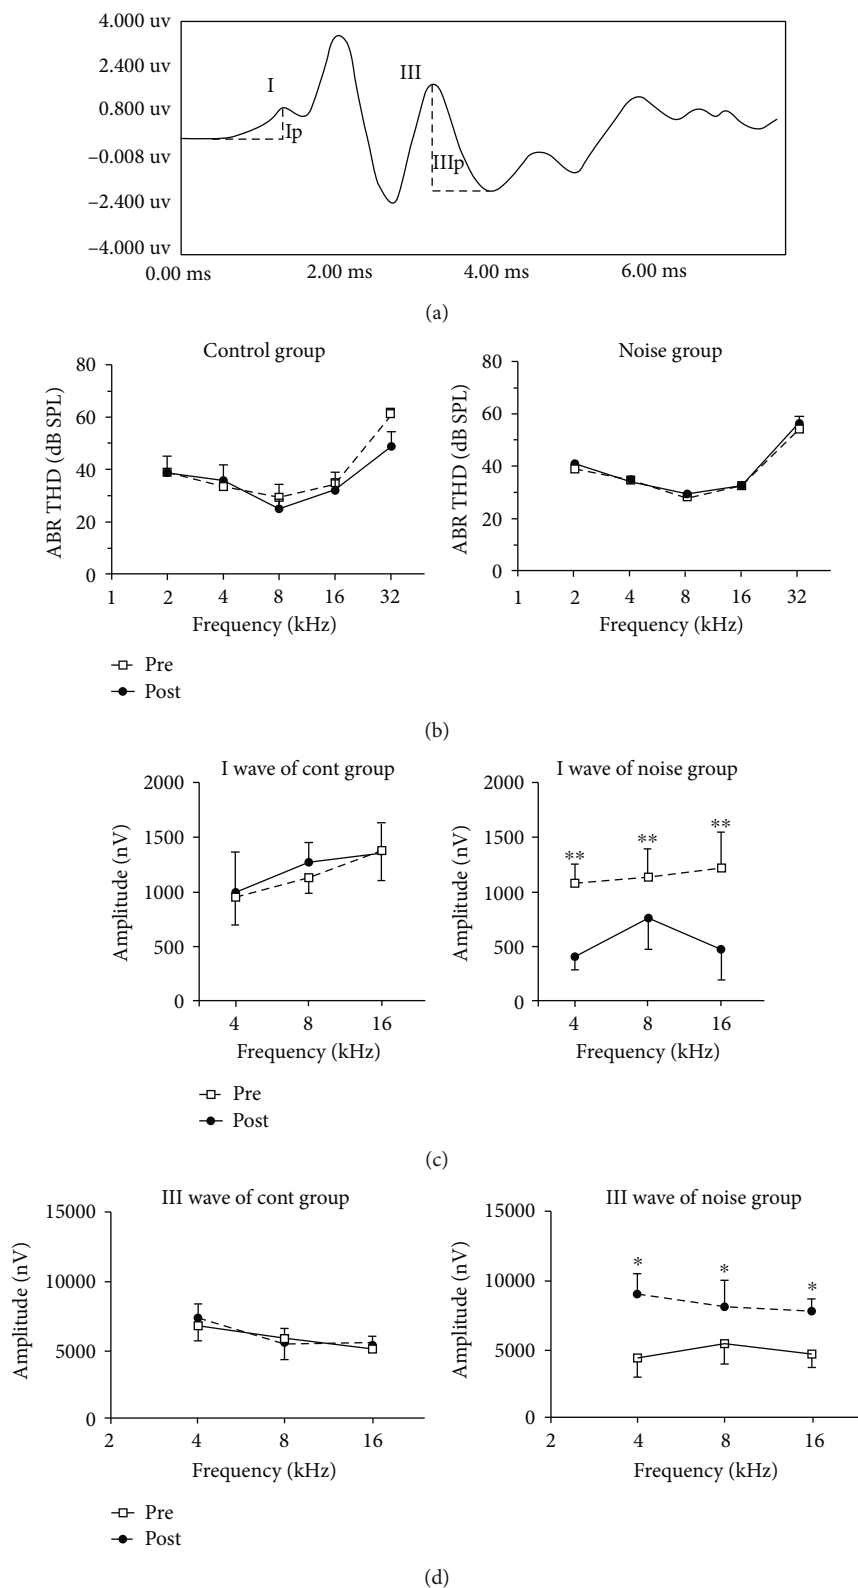 4.000 uv
2.400 uv
0.800 uv
−0.008 uv
−2.400 uv
−4.000 uv
I
Ip
III
IIIp
0.00 ms 2.00 ms 4.00 ms 6.00 ms
(a)
Control group
ABR THD (dB SPL)
80
60
40
20
0
1 2 4 8 16 32
Frequency (kHz)
Noise group
ABR THD (dB SPL)
80
60
40
20
0
1 2 4 8 16 32
Frequency (kHz)
Pre
Post
(b)
I wave of cont group
Amplitude (nV)
2000
1500
1000
500
0
4 8 16
Frequency (kHz)
I wave of noise group
Amplitude (nV)
2000
1500
1000
500
0
** ** **
4 8 16
Frequency (kHz)
Pre
Post
(c)
III wave of cont group
Amplitude (nV)
15000
10000
5000
0
2 4 8 16
Frequency (kHz)
III wave of noise group
Amplitude (nV)
15000
10000
5000
0
* * *
2 4 8 16
Frequency (kHz)
Pre
Post
(d)